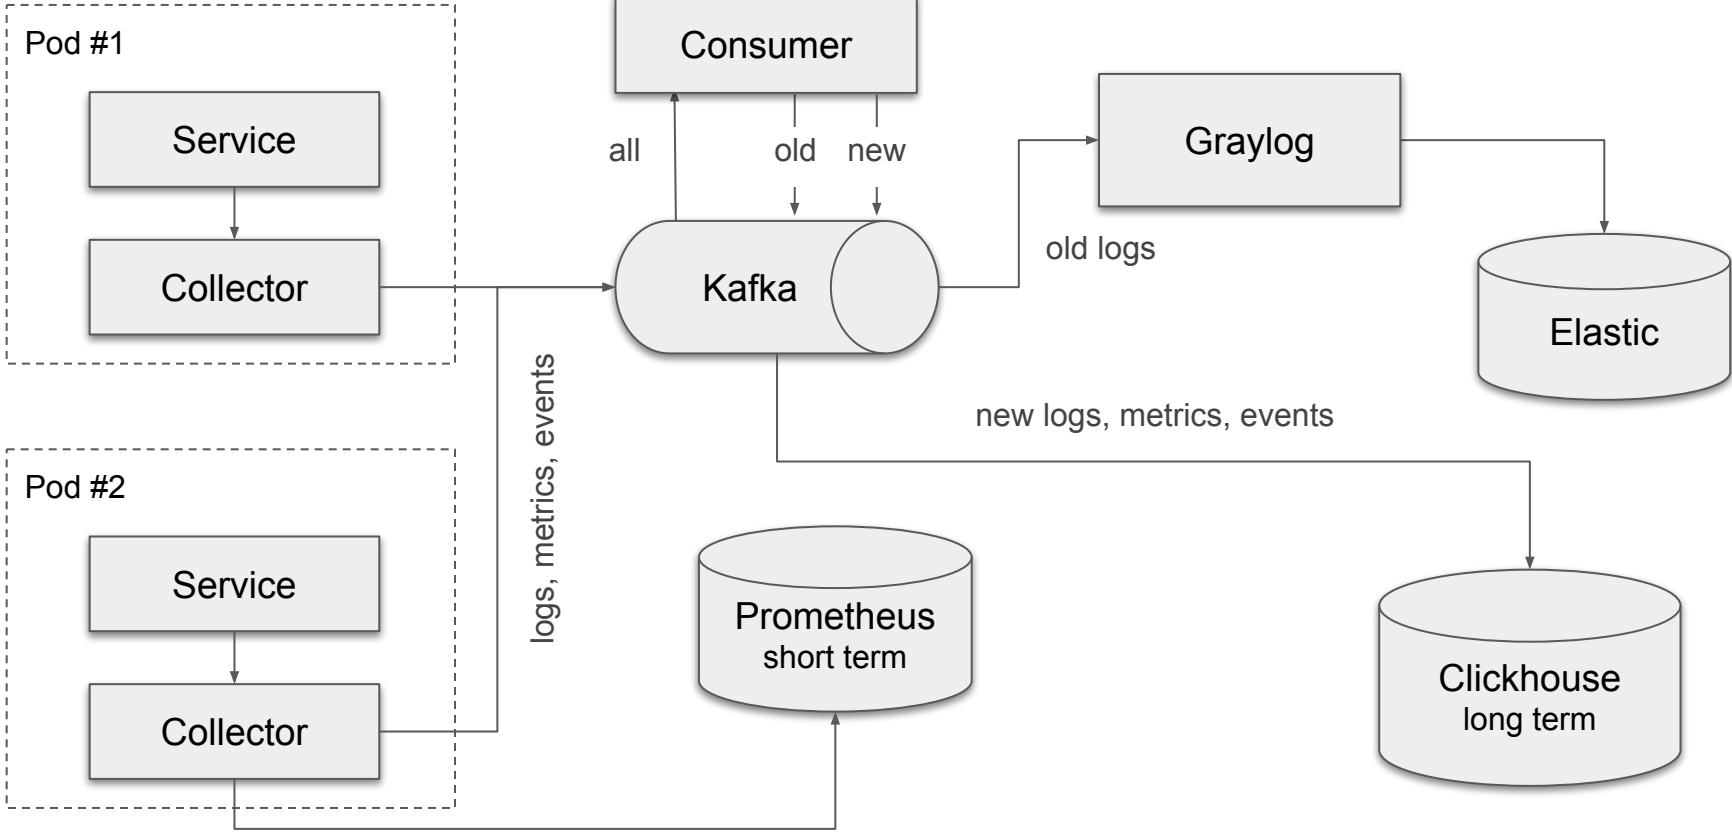 Pod #1
Service
Collector
Consumer
all
old
new
Kafka
Graylog
old logs
Elastic
logs, metrics, events
new logs, metrics, events
Pod #2
Service
Collector
Prometheus
short term
Clickhouse
long term